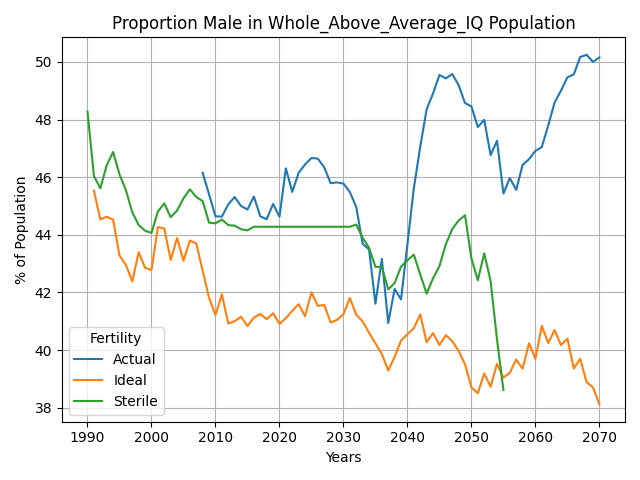 Proportion Male in Whole_Above_Average_IQ Population
% of Population
50
48
46
44
42
40
38
Fertility
Actual
Ideal
Sterile
1990 2000 2010 2020 2030 2040 2050 2060 2070
Years